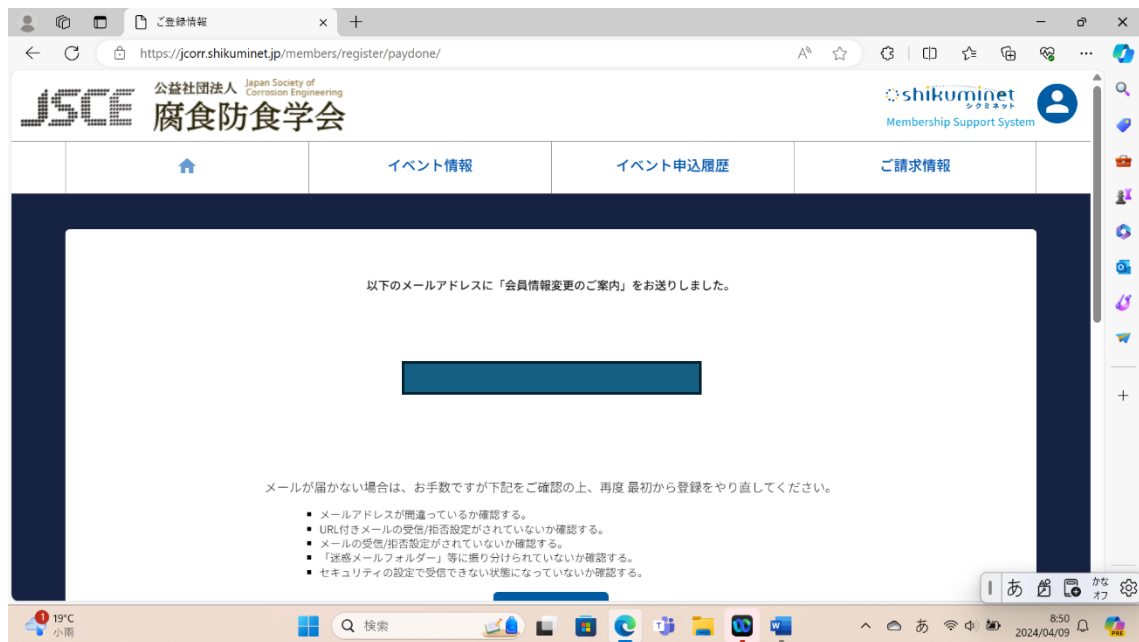 ご登録情報
https://jcorr.shikuminet.jp/members/register/paydone/
JSCE
公益社団法人 Japan Society of Corrosion Engineering
腐食防食学会
shikuminet
シクミネット
Membership Support System
イベント情報
イベント申込履歴
ご請求情報
以下のメールアドレスに「会員情報変更のご案内」をお送りしました。
メールが届かない場合は、お手数ですが下記をご確認の上、再度 最初から登録をやり直してください。
メールアドレスが間違っているか確認する。
URL付きメールの受信/拒否設定がされていないか確認する。
メールの受信/拒否設定がされていないか確認する。
「迷惑メールフォルダー」等に振り分けられていないか確認する。
セキュリティの設定で受信できない状態になっていないか確認する。
あ
かな
オフ
1
19°C
小雨
検索
あ
8:50
2024/04/09
PRE